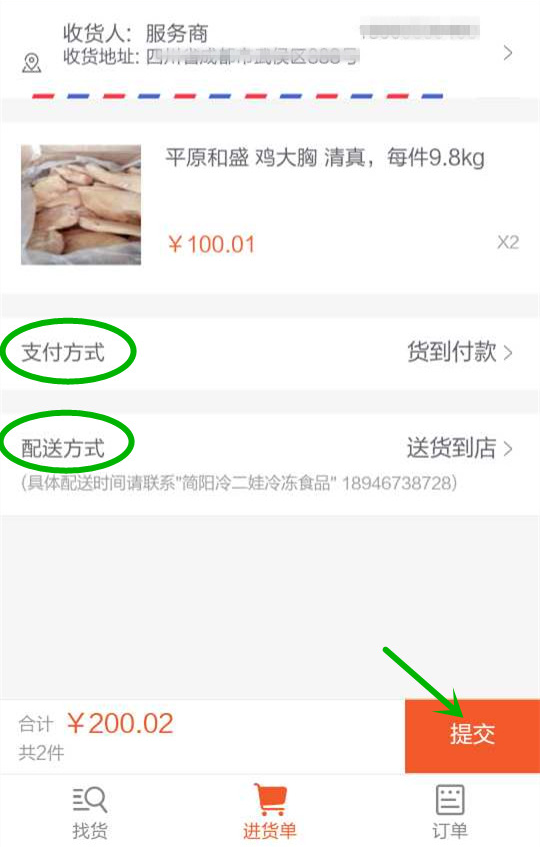 收货人：服务商
收货地址: 四川省成都市武侯区888号
平原和盛 鸡大胸 清真，每件9.8kg
￥100.01
X2
支付方式
货到付款
配送方式
送货到店
(具体配送时间请联系"简阳冷二娃冷冻食品" 18946738728)
合计 ￥200.02
提交
共2件
找货
进货单
订单